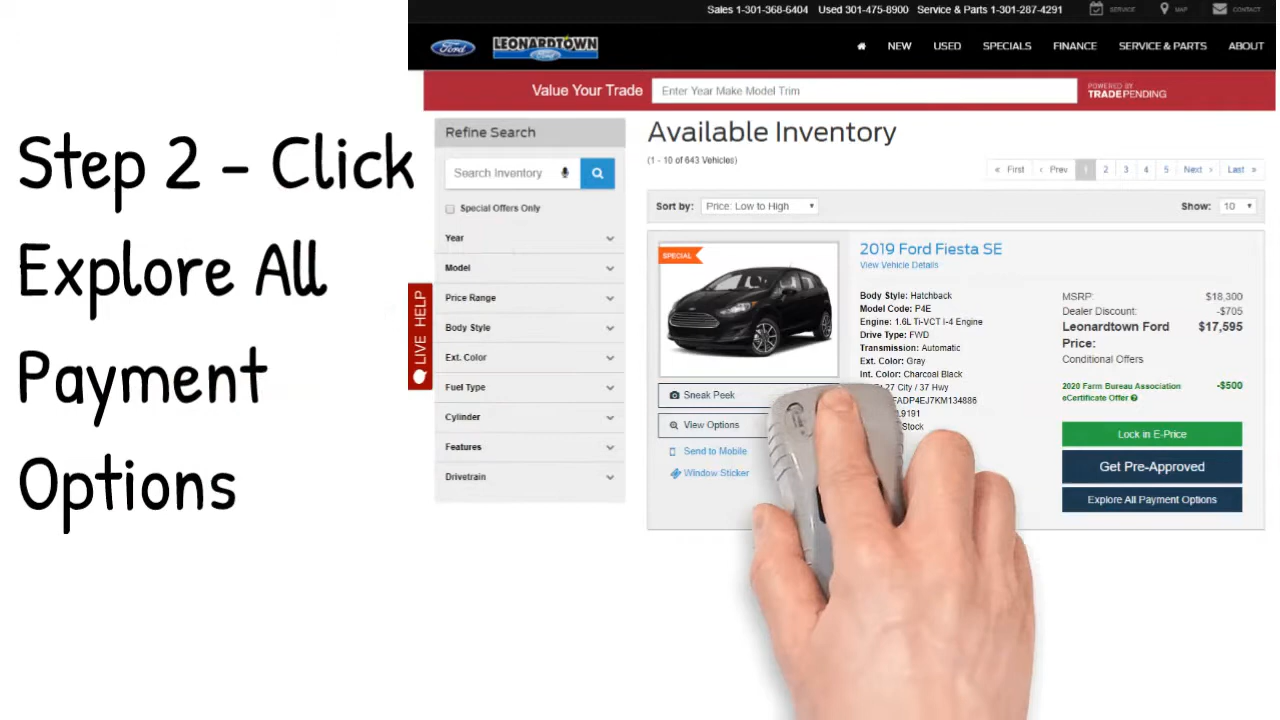 Step 2 - Click
Explore All
Payment
Options
Sales 1-301-368-6404 Used 301-475-8900 Service & Parts 1-301-287-4291
SERVICE
MAP
CONTACT
Ford
LEONARDTOWN
Ford
NEW
USED
SPECIALS
FINANCE
SERVICE & PARTS
ABOUT
Value Your Trade
Enter Year Make Model Trim
POWERED BY
TRADEPENDING
Refine Search
Search Inventory
Special Offers Only
Year
Model
Price Range
Body Style
Ext. Color
Fuel Type
Cylinder
Features
Drivetrain
LIVE HELP
Available Inventory
(1 - 10 of 643 Vehicles)
« First ‹ Prev 1 2 3 4 5 Next › Last »
Sort by: Price: Low to High
Show: 10
SPECIAL
Sneak Peek
View Options
Send to Mobile
Window Sticker
2019 Ford Fiesta SE
View Vehicle Details
Body Style: Hatchback
Model Code: P4E
Engine: 1.6L Ti-VCT I-4 Engine
Drive Type: FWD
Transmission: Automatic
Ext. Color: Gray
Int. Color: Charcoal Black
27 City / 37 Hwy
FADP4EJ7KM134886
9191
Stock
MSRP: $18,300
Dealer Discount: -$705
Leonardtown Ford $17,595
Price:
Conditional Offers
2020 Farm Bureau Association -$500
eCertificate Offer
Lock in E-Price
Get Pre-Approved
Explore All Payment Options